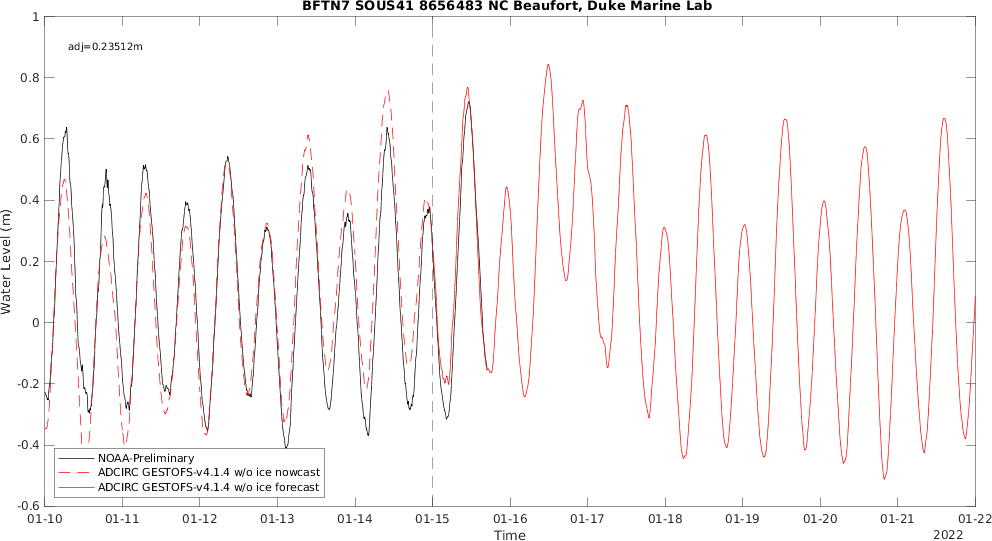 BFTN7 SOUS41 8656483 NC Beaufort, Duke Marine Lab
1
adj=0.23512m
0.8
0.6
0.4
0.2
0
-0.2
-0.4
-0.6
Water Level (m)
NOAA-Preliminary
ADCIRC GESTOFS-v4.1.4 w/o ice nowcast
ADCIRC GESTOFS-v4.1.4 w/o ice forecast
01-10 01-11 01-12 01-13 01-14 01-15 01-16 01-17 01-18 01-19 01-20 01-21 01-22
Time
2022